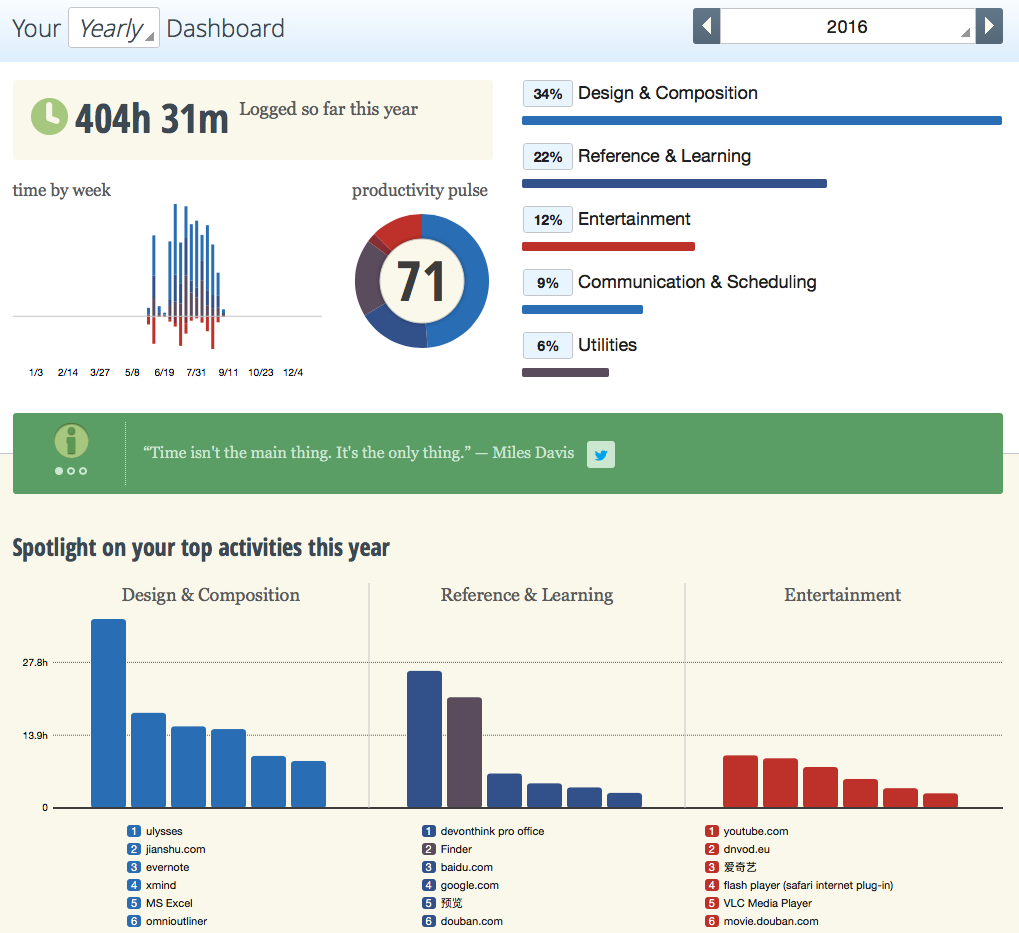 Your Yearly Dashboard
2016
404h 31m Logged so far this year
time by week
1/3 2/14 3/27 5/8 6/19 7/31 9/11 10/23 12/4
productivity pulse
71
34% Design & Composition
22% Reference & Learning
12% Entertainment
9% Communication & Scheduling
6% Utilities
“Time isn't the main thing. It's the only thing.” — Miles Davis
Spotlight on your top activities this year
Design & Composition
Reference & Learning
Entertainment
27.8h
13.9h
0
1 ulysses
2 jianshu.com
3 evernote
4 xmind
5 MS Excel
6 omnioutliner
1 devonthink pro office
2 Finder
3 baidu.com
4 google.com
5 预览
6 douban.com
1 youtube.com
2 dnvod.eu
3 爱奇艺
4 flash player (safari internet plug-in)
5 VLC Media Player
6 movie.douban.com